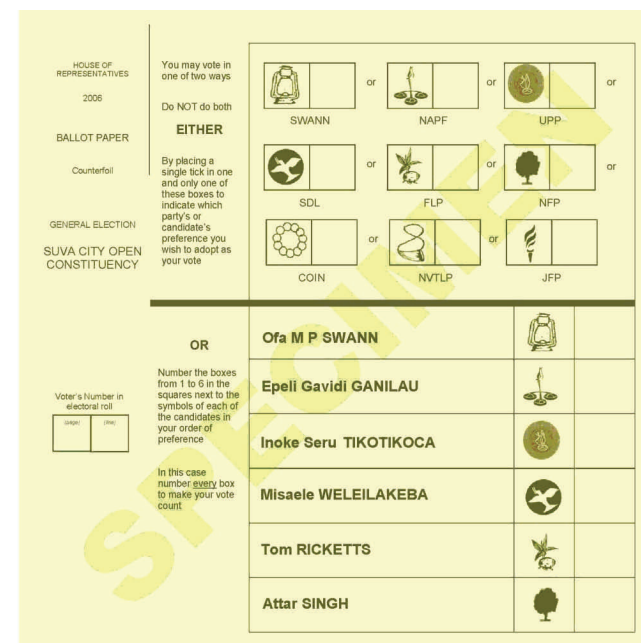 HOUSE OF
REPRESENTATIVES
2006
BALLOT PAPER
Counterfoil
GENERAL ELECTION
SUVA CITY OPEN
CONSTITUENCY
Voter's Number in
electoral roll
(page) (line)
You may vote in
one of two ways
Do NOT do both
EITHER
By placing a
single tick in one
and only one of
these boxes to
indicate which
party's or
candidate's
preference you
wish to adopt as
your vote
or or or
SWANN NAPF UPP
or or or
SDL FLP NFP
or or
COIN NVTLP JFP
OR
Number the boxes
from 1 to 6 in the
squares next to the
symbols of each of
the candidates in
your order of
preference
In this case
number every box
to make your vote
count
Ofa M P SWANN
Epeli Gavidi GANILAU
Inoke Seru TIKOTIKOCA
Misaele WELEILAKEBA
Tom RICKETTS
Attar SINGH
SPECIMEN